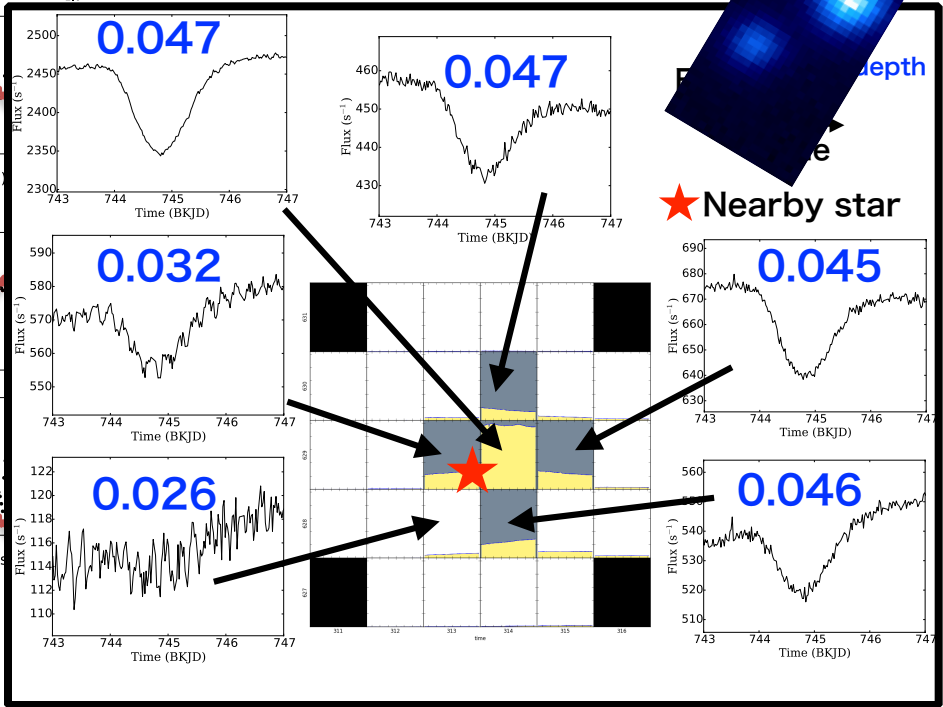 0.047
2500
2450
2400
2350
2300
Flux (s⁻¹)
743 744 745 746 747
Time (BKJD)
0.047
460
450
440
430
Flux (s⁻¹)
743 744 745 746 747
Time (BKJD)
depth
Nearby star
0.032
590
580
570
560
550
Flux (s⁻¹)
743 744 745 746 747
Time (BKJD)
0.045
690
680
670
660
650
640
630
Flux (s⁻¹)
743 744 745 746 747
Time (BKJD)
0.026
122
120
118
116
114
112
110
Flux (s⁻¹)
743 744 745 746 747
Time (BKJD)
0.046
560
550
540
530
520
510
Flux (s⁻¹)
743 744 745 746 747
Time (BKJD)
631
630
629
628
627
311 312 313 314 315 316
time